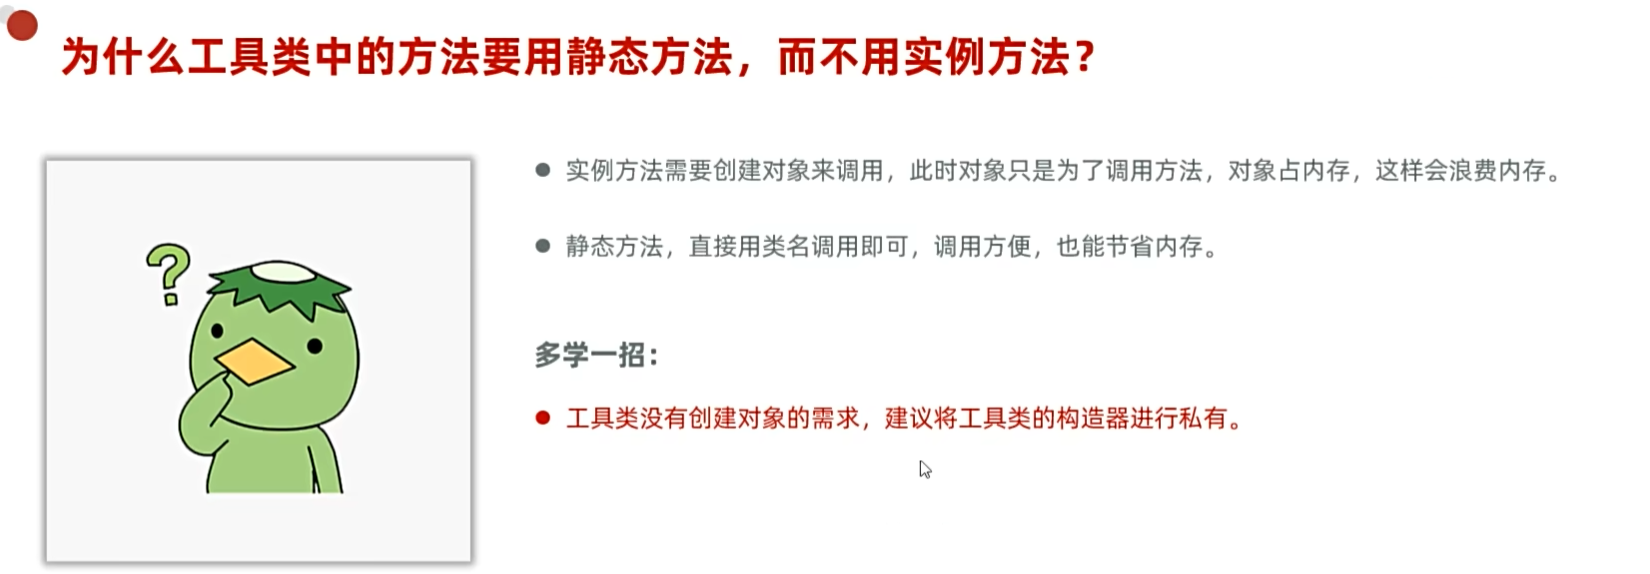 为什么工具类中的方法要用静态方法，而不用实例方法？
实例方法需要创建对象来调用，此时对象只是为了调用方法，对象占内存，这样会浪费内存。
静态方法，直接用类名调用即可，调用方便，也能节省内存。
多学一招：
工具类没有创建对象的需求，建议将工具类的构造器进行私有。